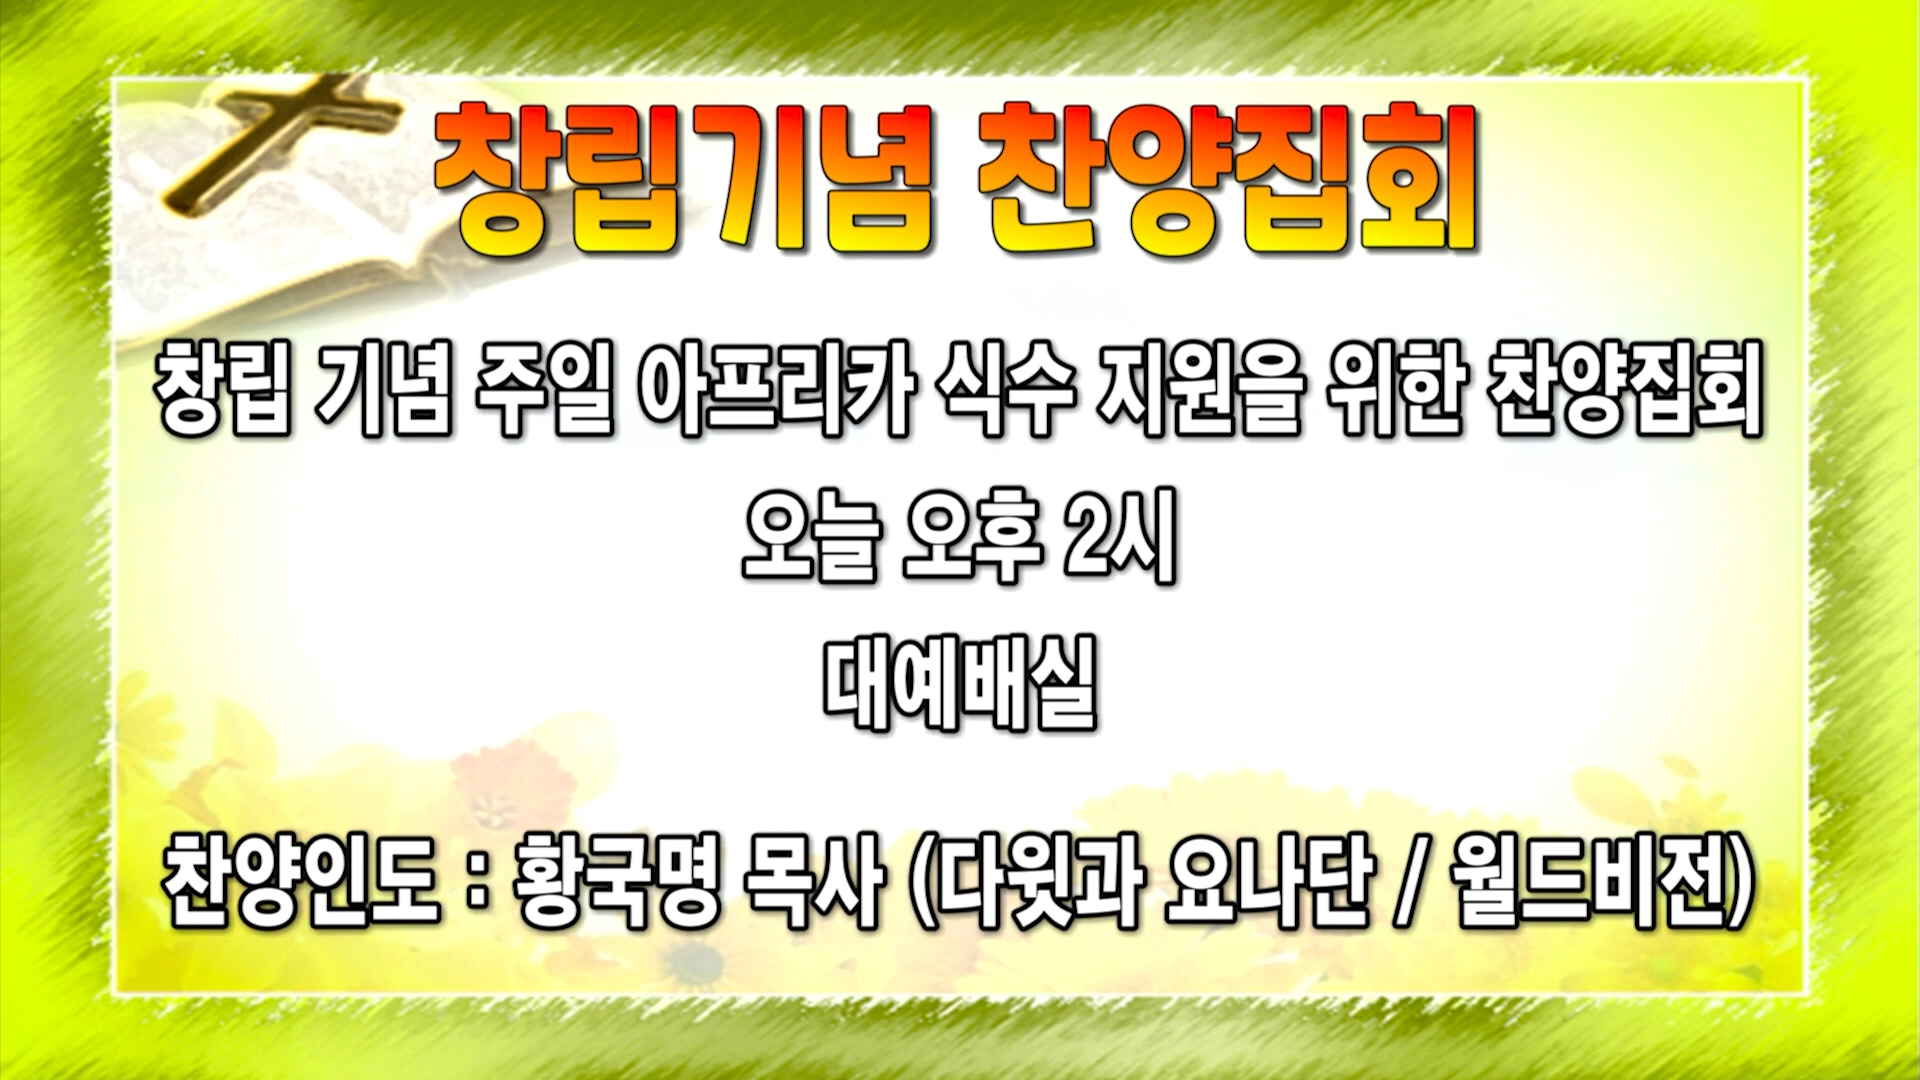 창립기념 찬양집회
창립 기념 주일 아프리카 식수 지원을 위한 찬양집회
오늘 오후 2시
대예배실
찬양인도 : 황국명 목사 (다윗과 요나단 / 월드비전)